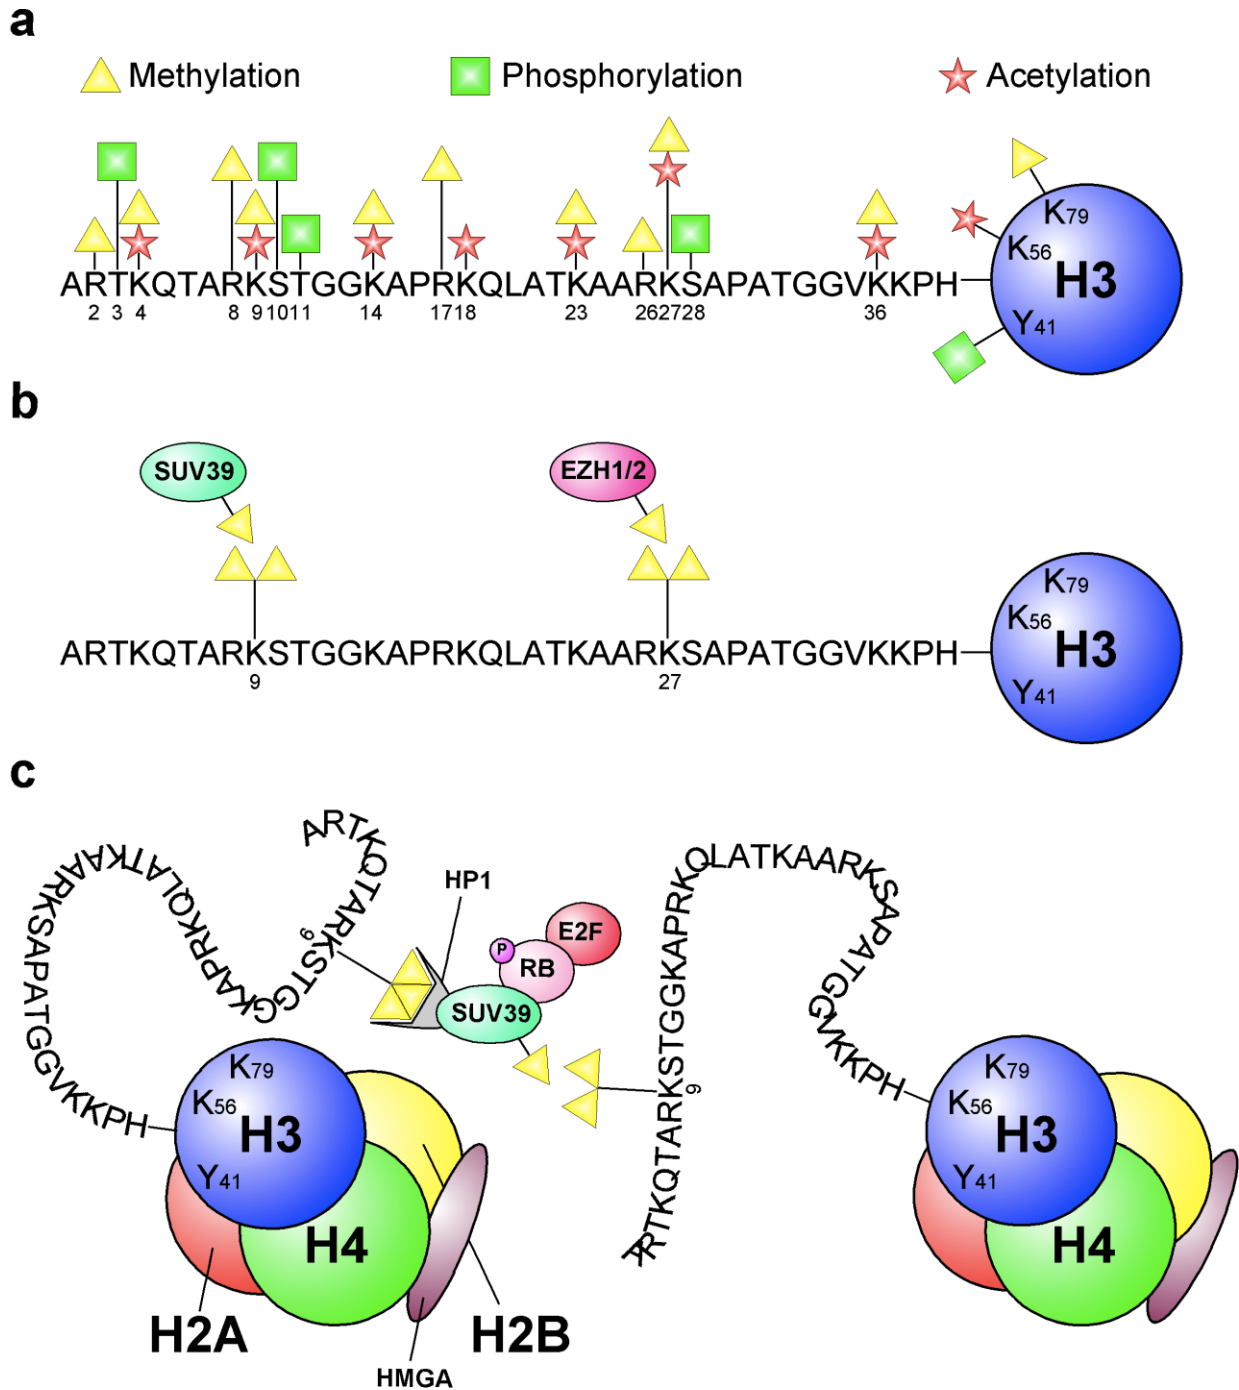 a
Methylation Phosphorylation Acetylation
ARTKQTARKSTGGKAPRKQLATKAARKSAPATGGVKKPH
2 3 4 8 9 10 11 14 17 18 23 26 27 28 36
K79
K56
H3
Y41
b
SUV39 EZH1/2
ARTKQTARKSTGGKAPRKQLATKAARKSAPATGGVKKPH
9 27
K79
K56
H3
Y41
c
ARTKQTARKSTGGKAPRKQLATKAARKSAPATGGVKKPH
9
HP1
P
RB
E2F
SUV39
ARTKQTARKSTGGKAPRKQLATKAARKSAPATGGVKKPH
9
K79
K56
H3
Y41
H4
H2A
H2B
HMGA
K79
K56
H3
Y41
H4